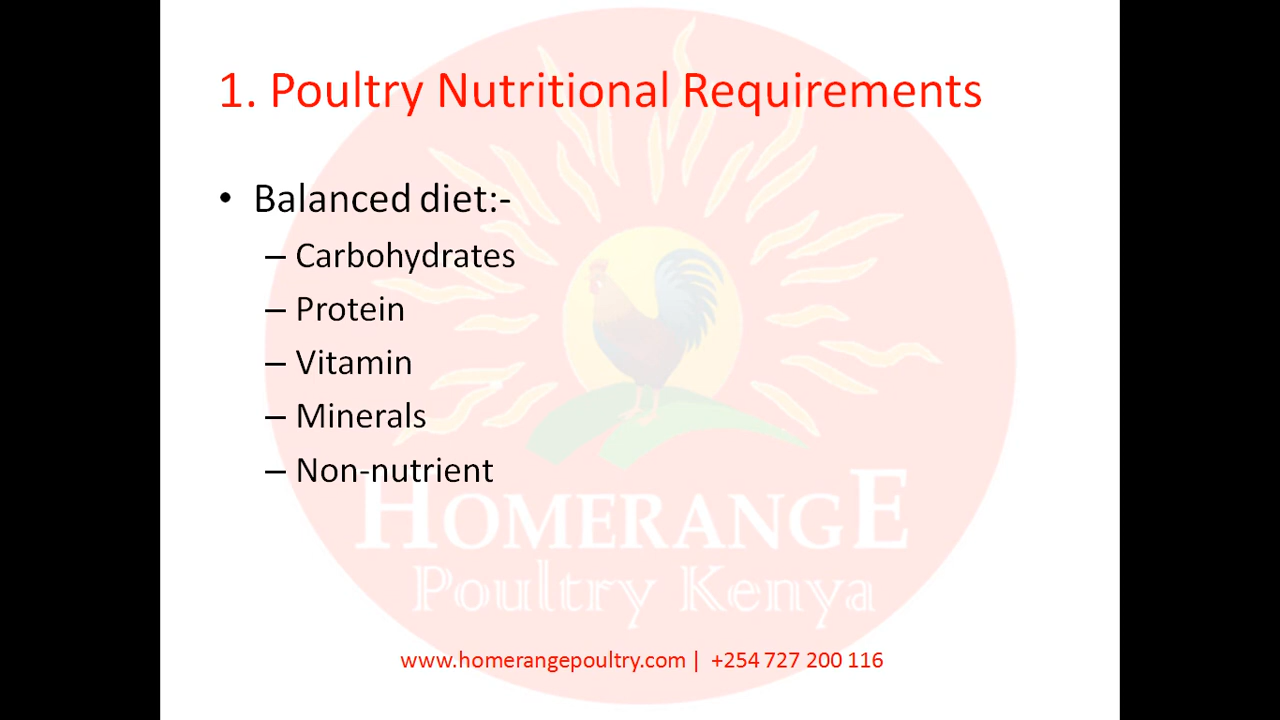 1. Poultry Nutritional Requirements
• Balanced diet:-
– Carbohydrates
– Protein
– Vitamin
– Minerals
– Non-nutrient
HOMERANGE
Poultry Kenya
www.homerangepoultry.com | +254 727 200 116